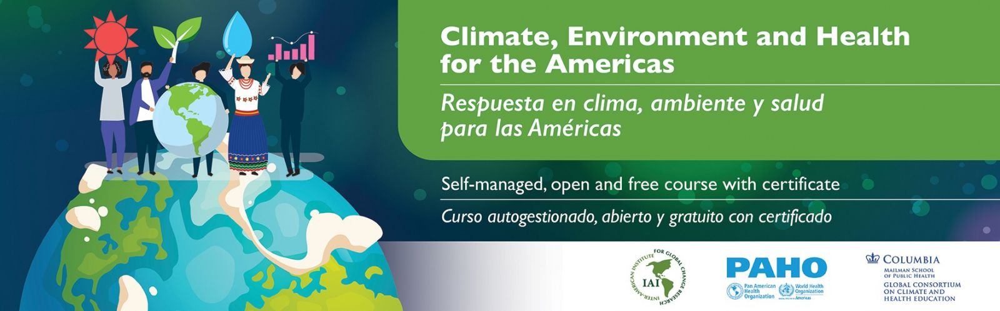 Climate, Environment and Health
for the Americas
Respuesta en clima, ambiente y salud
para las Américas
Self-managed, open and free course with certificate
Curso autogestionado, abierto y gratuito con certificado
INTER-AMERICAN INSTITUTE FOR GLOBAL CHANGE RESEARCH
IAI
PAHO
Pan American
Health
Organization
World Health
Organization
Americas
COLUMBIA
MAILMAN SCHOOL
OF PUBLIC HEALTH
GLOBAL CONSORTIUM
ON CLIMATE AND
HEALTH EDUCATION